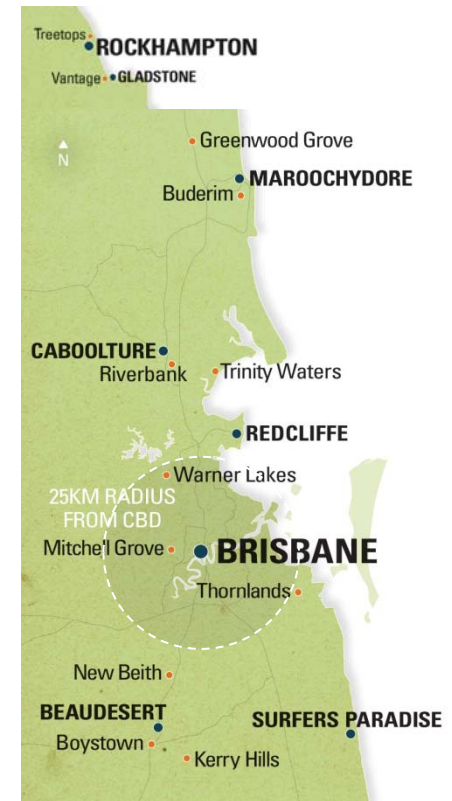 Treetops
ROCKHAMPTON
Vantage
GLADSTONE
N
Greenwood Grove
MAROOCHYDORE
Buderim
CABOOLTURE
Riverbank
Trinity Waters
REDCLIFFE
Warner Lakes
25KM RADIUS
FROM CBD
Mitche'l Grove
BRISBANE
Thornlands
New Beith
BEAUDESERT
SURFERS PARADISE
Boystown
Kerry Hills